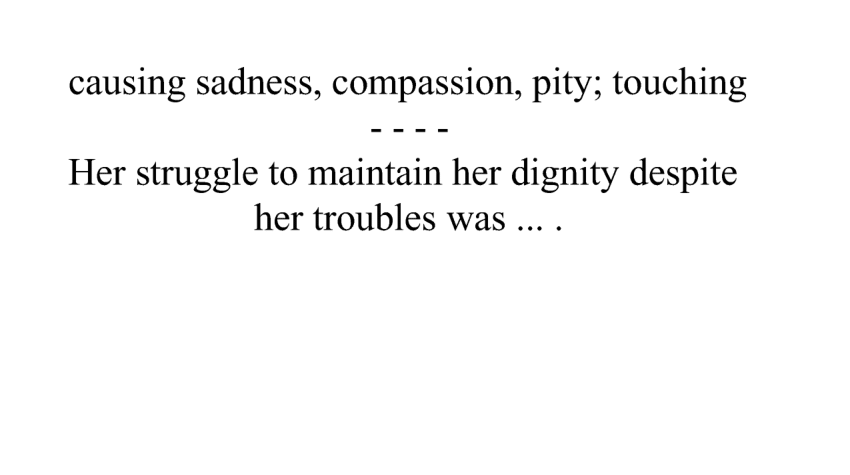 causing sadness, compassion, pity; touching
- - - -
Her struggle to maintain her dignity despite
her troubles was ... .